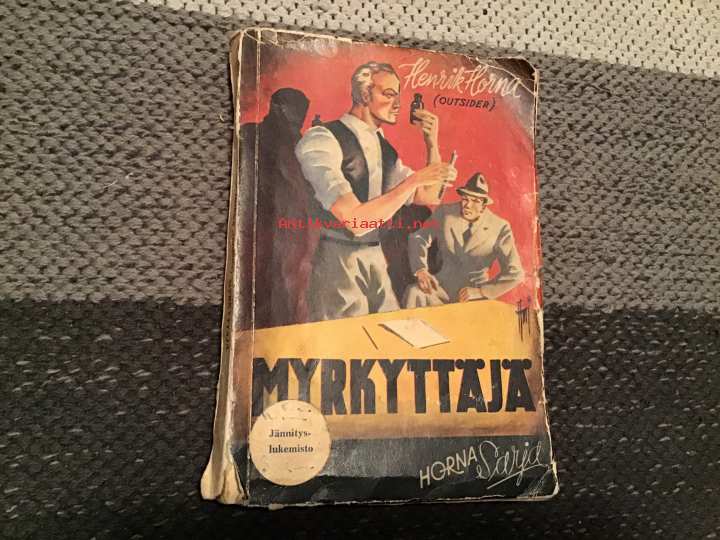 Henrik Horna
(OUTSIDER)
Antikvariaatti.net
MYRKYTTÄJÄ
Jännitys-
lukemisto
HORNA Sarja